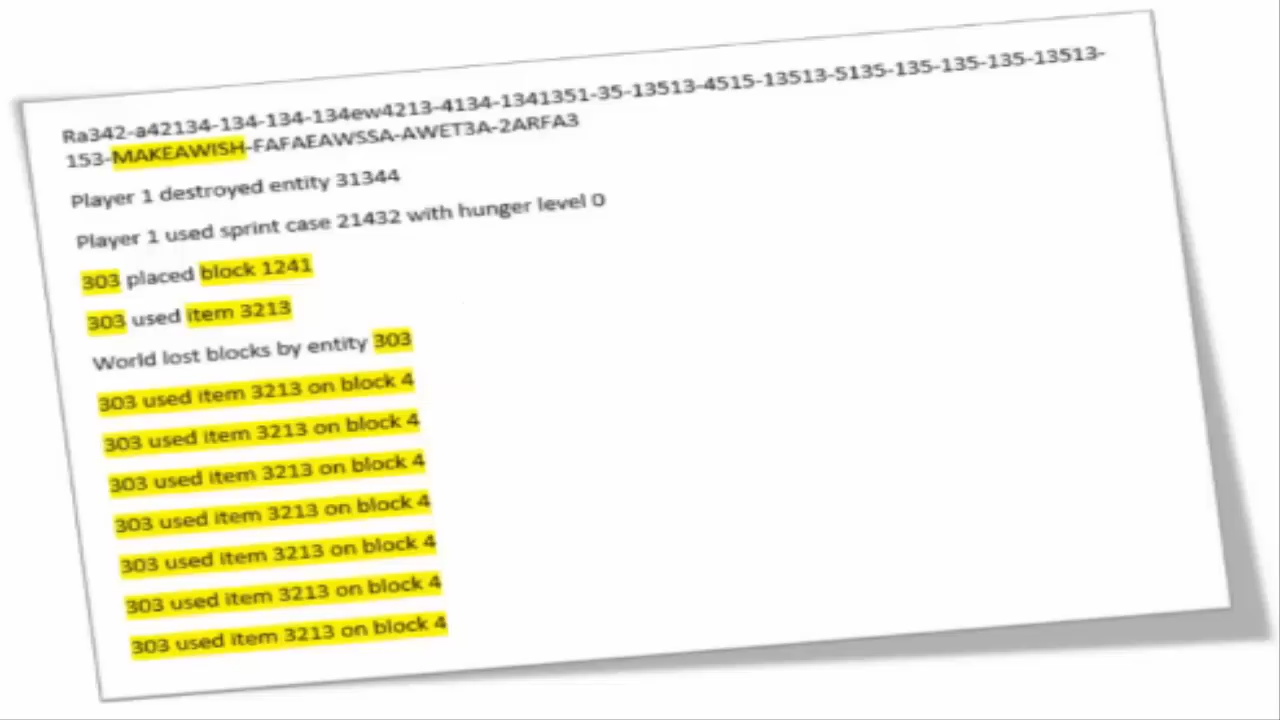 Ra342-a42134-134-134-134ew4213-4134-1341351-35-13513-4515-13513-5135-135-135-135-13513-
153-MAKEAWISH-FAFAEAWSSA-AWET3A-2ARFA3
Player 1 destroyed entity 31344
Player 1 used sprint case 21432 with hunger level 0
303 placed block 1241
303 used item 3213
World lost blocks by entity 303
303 used item 3213 on block 4
303 used item 3213 on block 4
303 used item 3213 on block 4
303 used item 3213 on block 4
303 used item 3213 on block 4
303 used item 3213 on block 4
303 used item 3213 on block 4